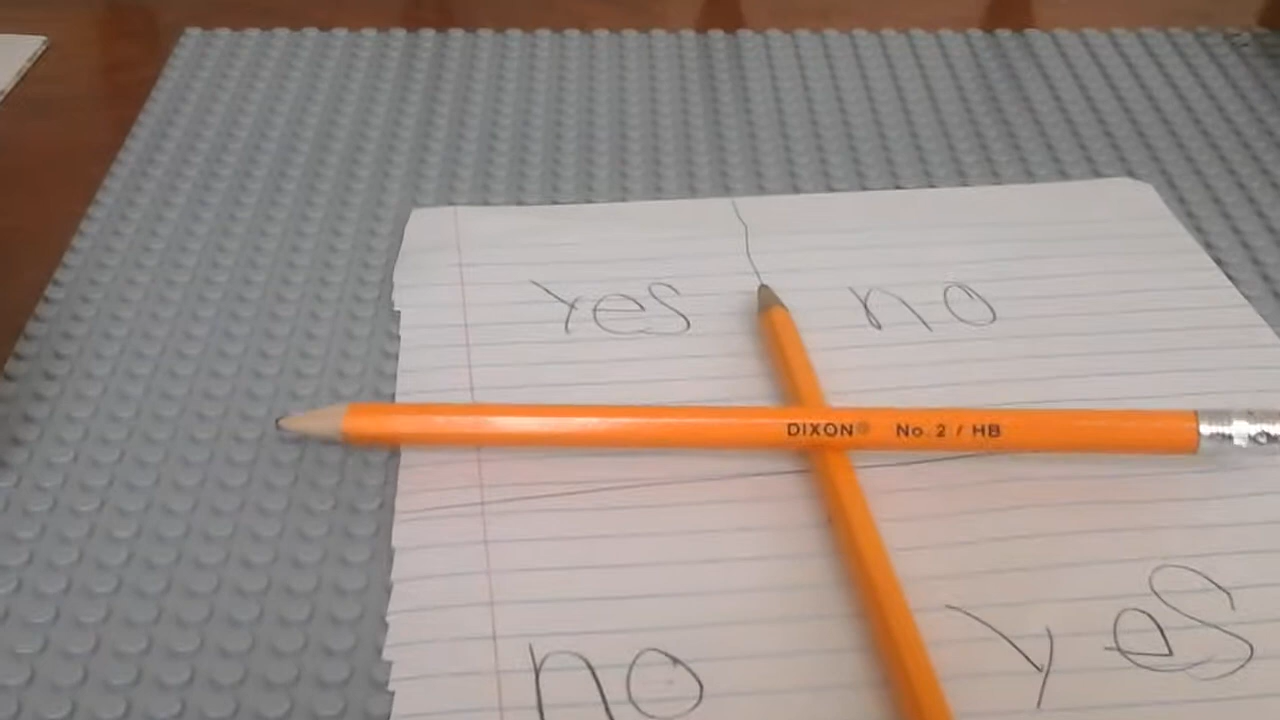 yes no
DIXON® No. 2 / HB
no yes